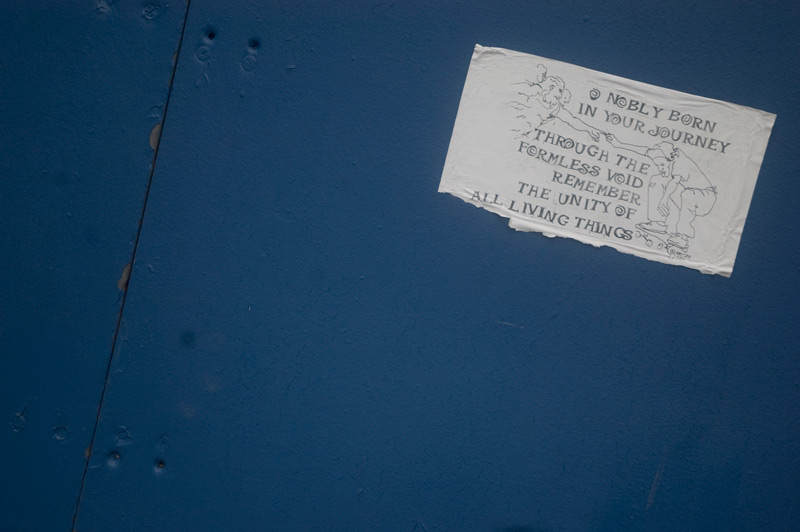 O NOBLY BORN
IN YOUR JOURNEY
THROUGH THE
FORMLESS VOID
REMEMBER
THE UNITY OF
ALL LIVING THINGS